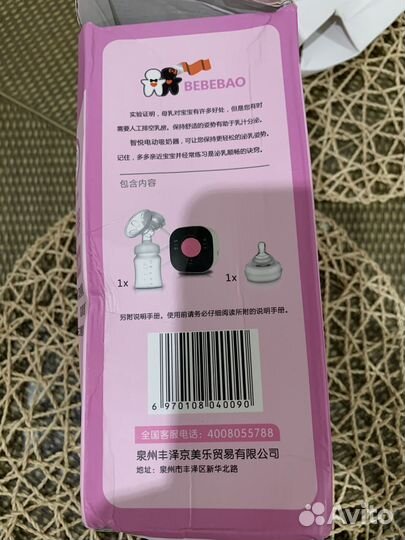 BEBEBAO
实验证明，母乳对宝宝有许多好处，但是您有时
需要人工排空乳房。保持舒适的姿势有助于乳汁分泌。
智悦电动吸奶器，可让您保持更轻松的泌乳姿势。
记住，多多亲近宝宝并经常练习是泌乳顺畅的诀窍。
包含内容
1x
1x
另附说明手册。使用前请务必仔细阅读所附的说明手册。
6 970108 040090
全国客服电话：4008055788
泉州丰泽京美乐贸易有限公司
地址：泉州市丰泽区新华北路
Avito